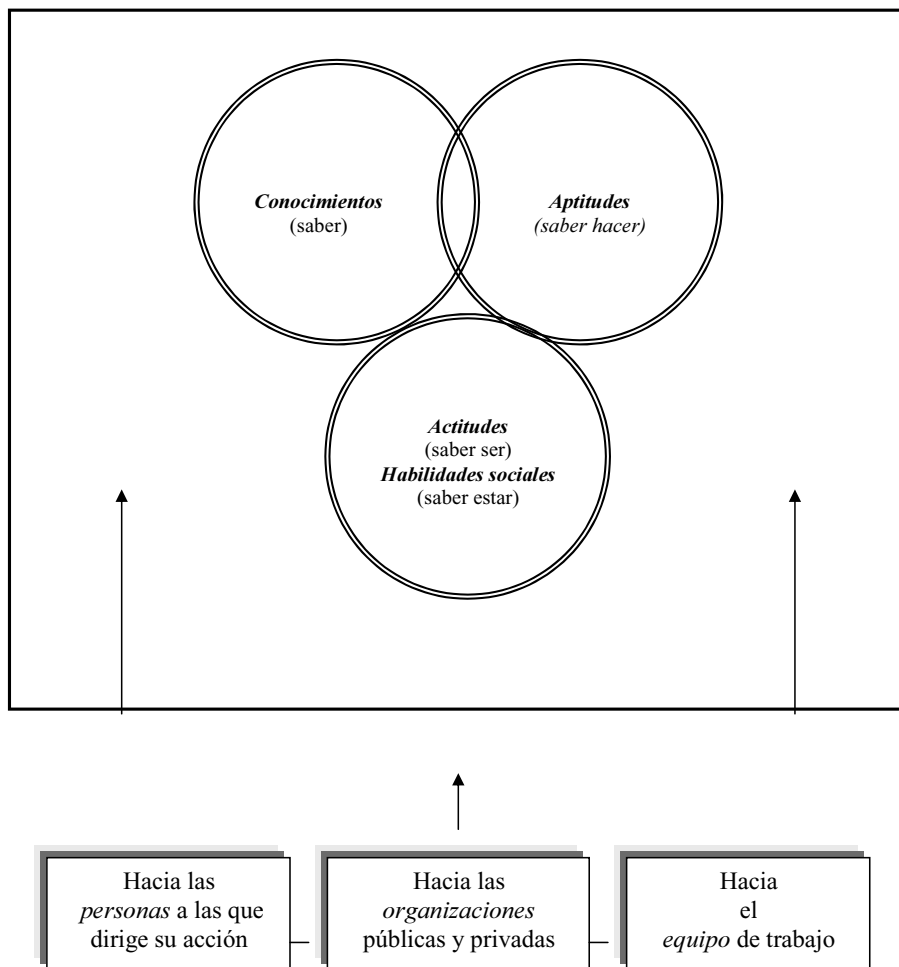 Conocimientos
(saber)
Aptitudes
(saber hacer)
Actitudes
(saber ser)
Habilidades sociales
(saber estar)
Hacia las
personas a las que
dirige su acción
Hacia las
organizaciones
públicas y privadas
Hacia
el
equipo de trabajo